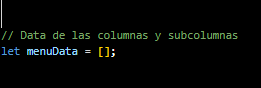 // Data de las columnas y subcolumnas
let menuData = [];